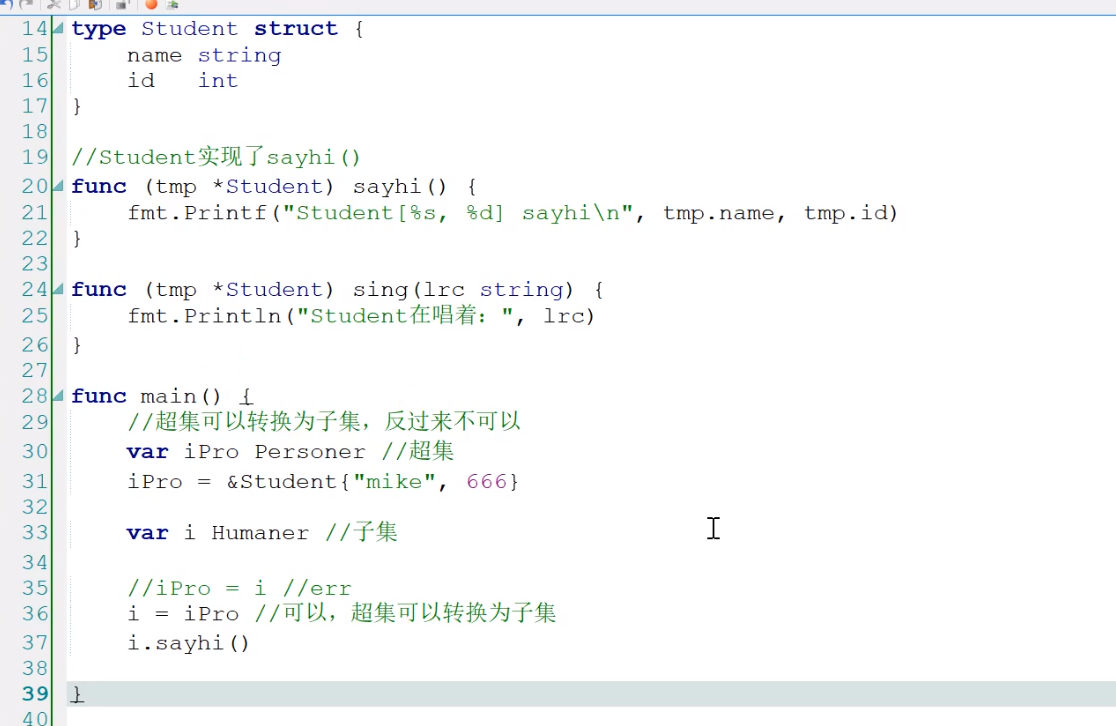 14 type Student struct {
15 name string
16 id int
17 }
18
19 //Student实现了sayhi()
20 func (tmp *Student) sayhi() {
21 fmt.Printf("Student[%s, %d] sayhi\n", tmp.name, tmp.id)
22 }
23
24 func (tmp *Student) sing(lrc string) {
25 fmt.Println("Student在唱着：", lrc)
26 }
27
28 func main() {
29 //超集可以转换为子集，反过来不可以
30 var iPro Personer //超集
31 iPro = &Student{"mike", 666}
32
33 var i Humaner //子集
34
35 //iPro = i //err
36 i = iPro //可以，超集可以转换为子集
37 i.sayhi()
38
39 }
40